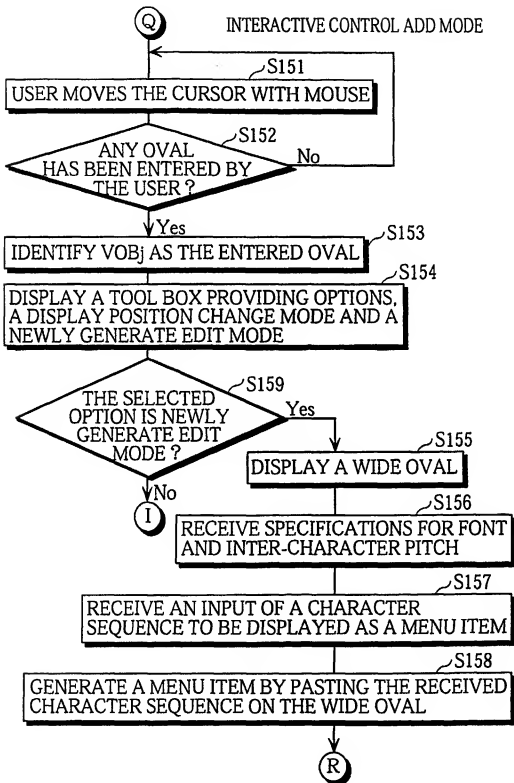 Q
INTERACTIVE CONTROL ADD MODE
S151
USER MOVES THE CURSOR WITH MOUSE
S152
ANY OVAL
HAS BEEN ENTERED BY
THE USER ?
No
Yes
S153
IDENTIFY VOBj AS THE ENTERED OVAL
S154
DISPLAY A TOOL BOX PROVIDING OPTIONS,
A DISPLAY POSITION CHANGE MODE AND A
NEWLY GENERATE EDIT MODE
S159
THE SELECTED
OPTION IS NEWLY
GENERATE EDIT
MODE ?
Yes
No
I
S155
DISPLAY A WIDE OVAL
S156
RECEIVE SPECIFICATIONS FOR FONT
AND INTER-CHARACTER PITCH
S157
RECEIVE AN INPUT OF A CHARACTER
SEQUENCE TO BE DISPLAYED AS A MENU ITEM
S158
GENERATE A MENU ITEM BY PASTING THE RECEIVED
CHARACTER SEQUENCE ON THE WIDE OVAL
R